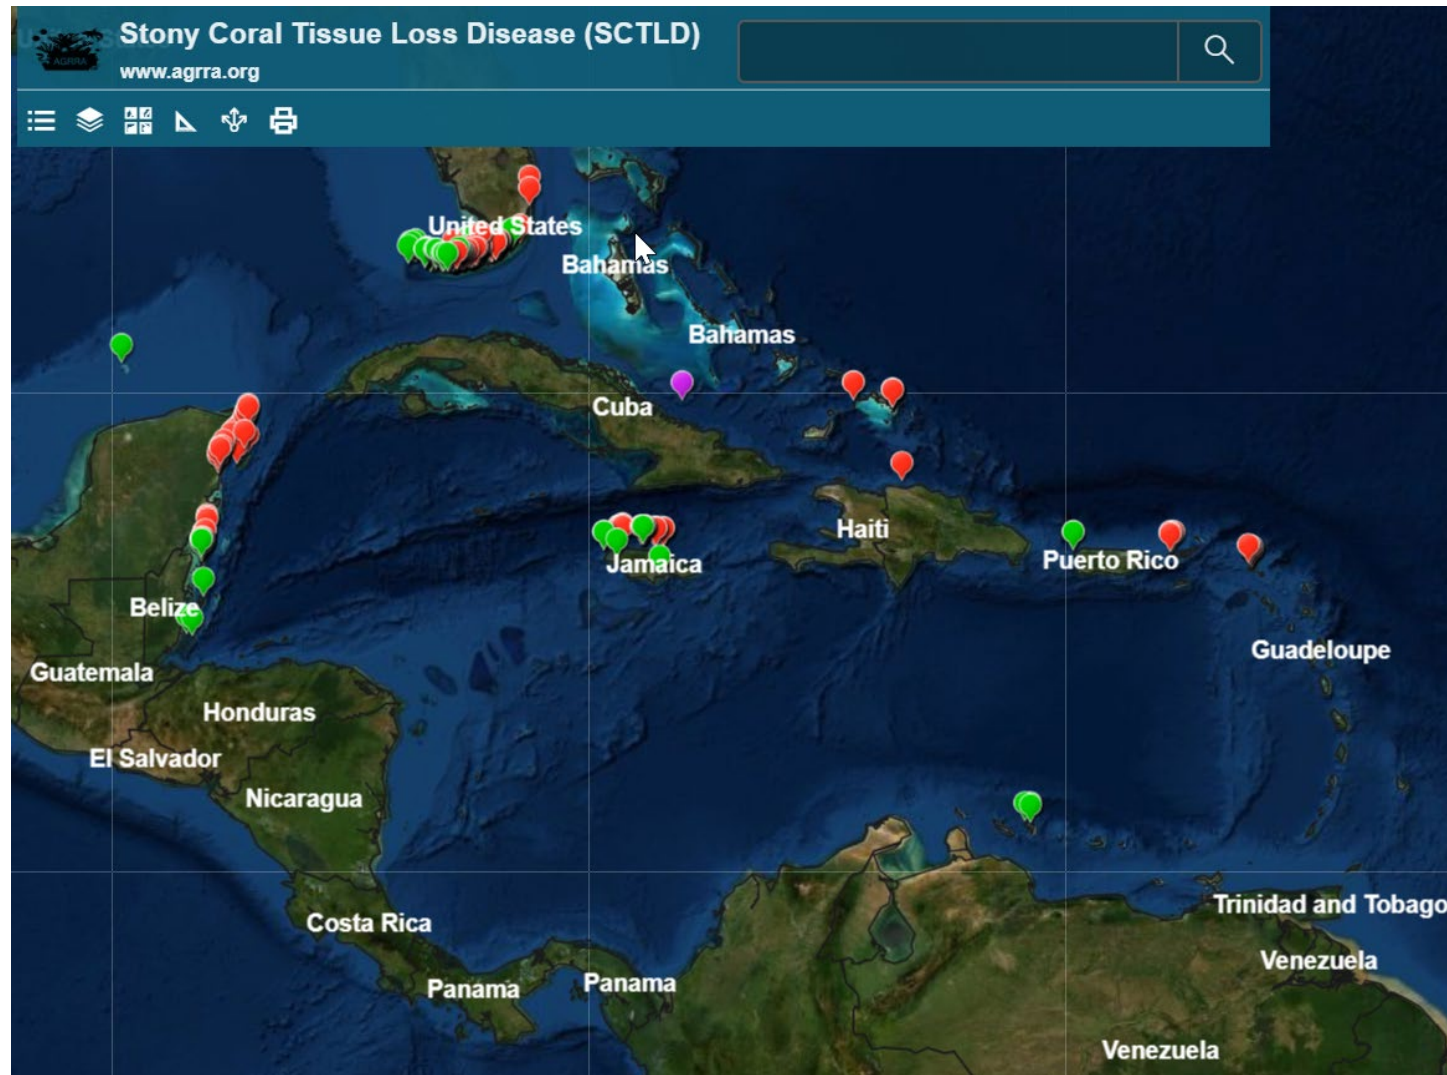 Stony Coral Tissue Loss Disease (SCTLD)
www.agrra.org
AGRRA
United States
Bahamas
Bahamas
Cuba
Haiti
Jamaica
Puerto Rico
Belize
Guadeloupe
Guatemala
Honduras
El Salvador
Nicaragua
Trinidad and Tobago
Costa Rica
Venezuela
Panama
Panama
Venezuela